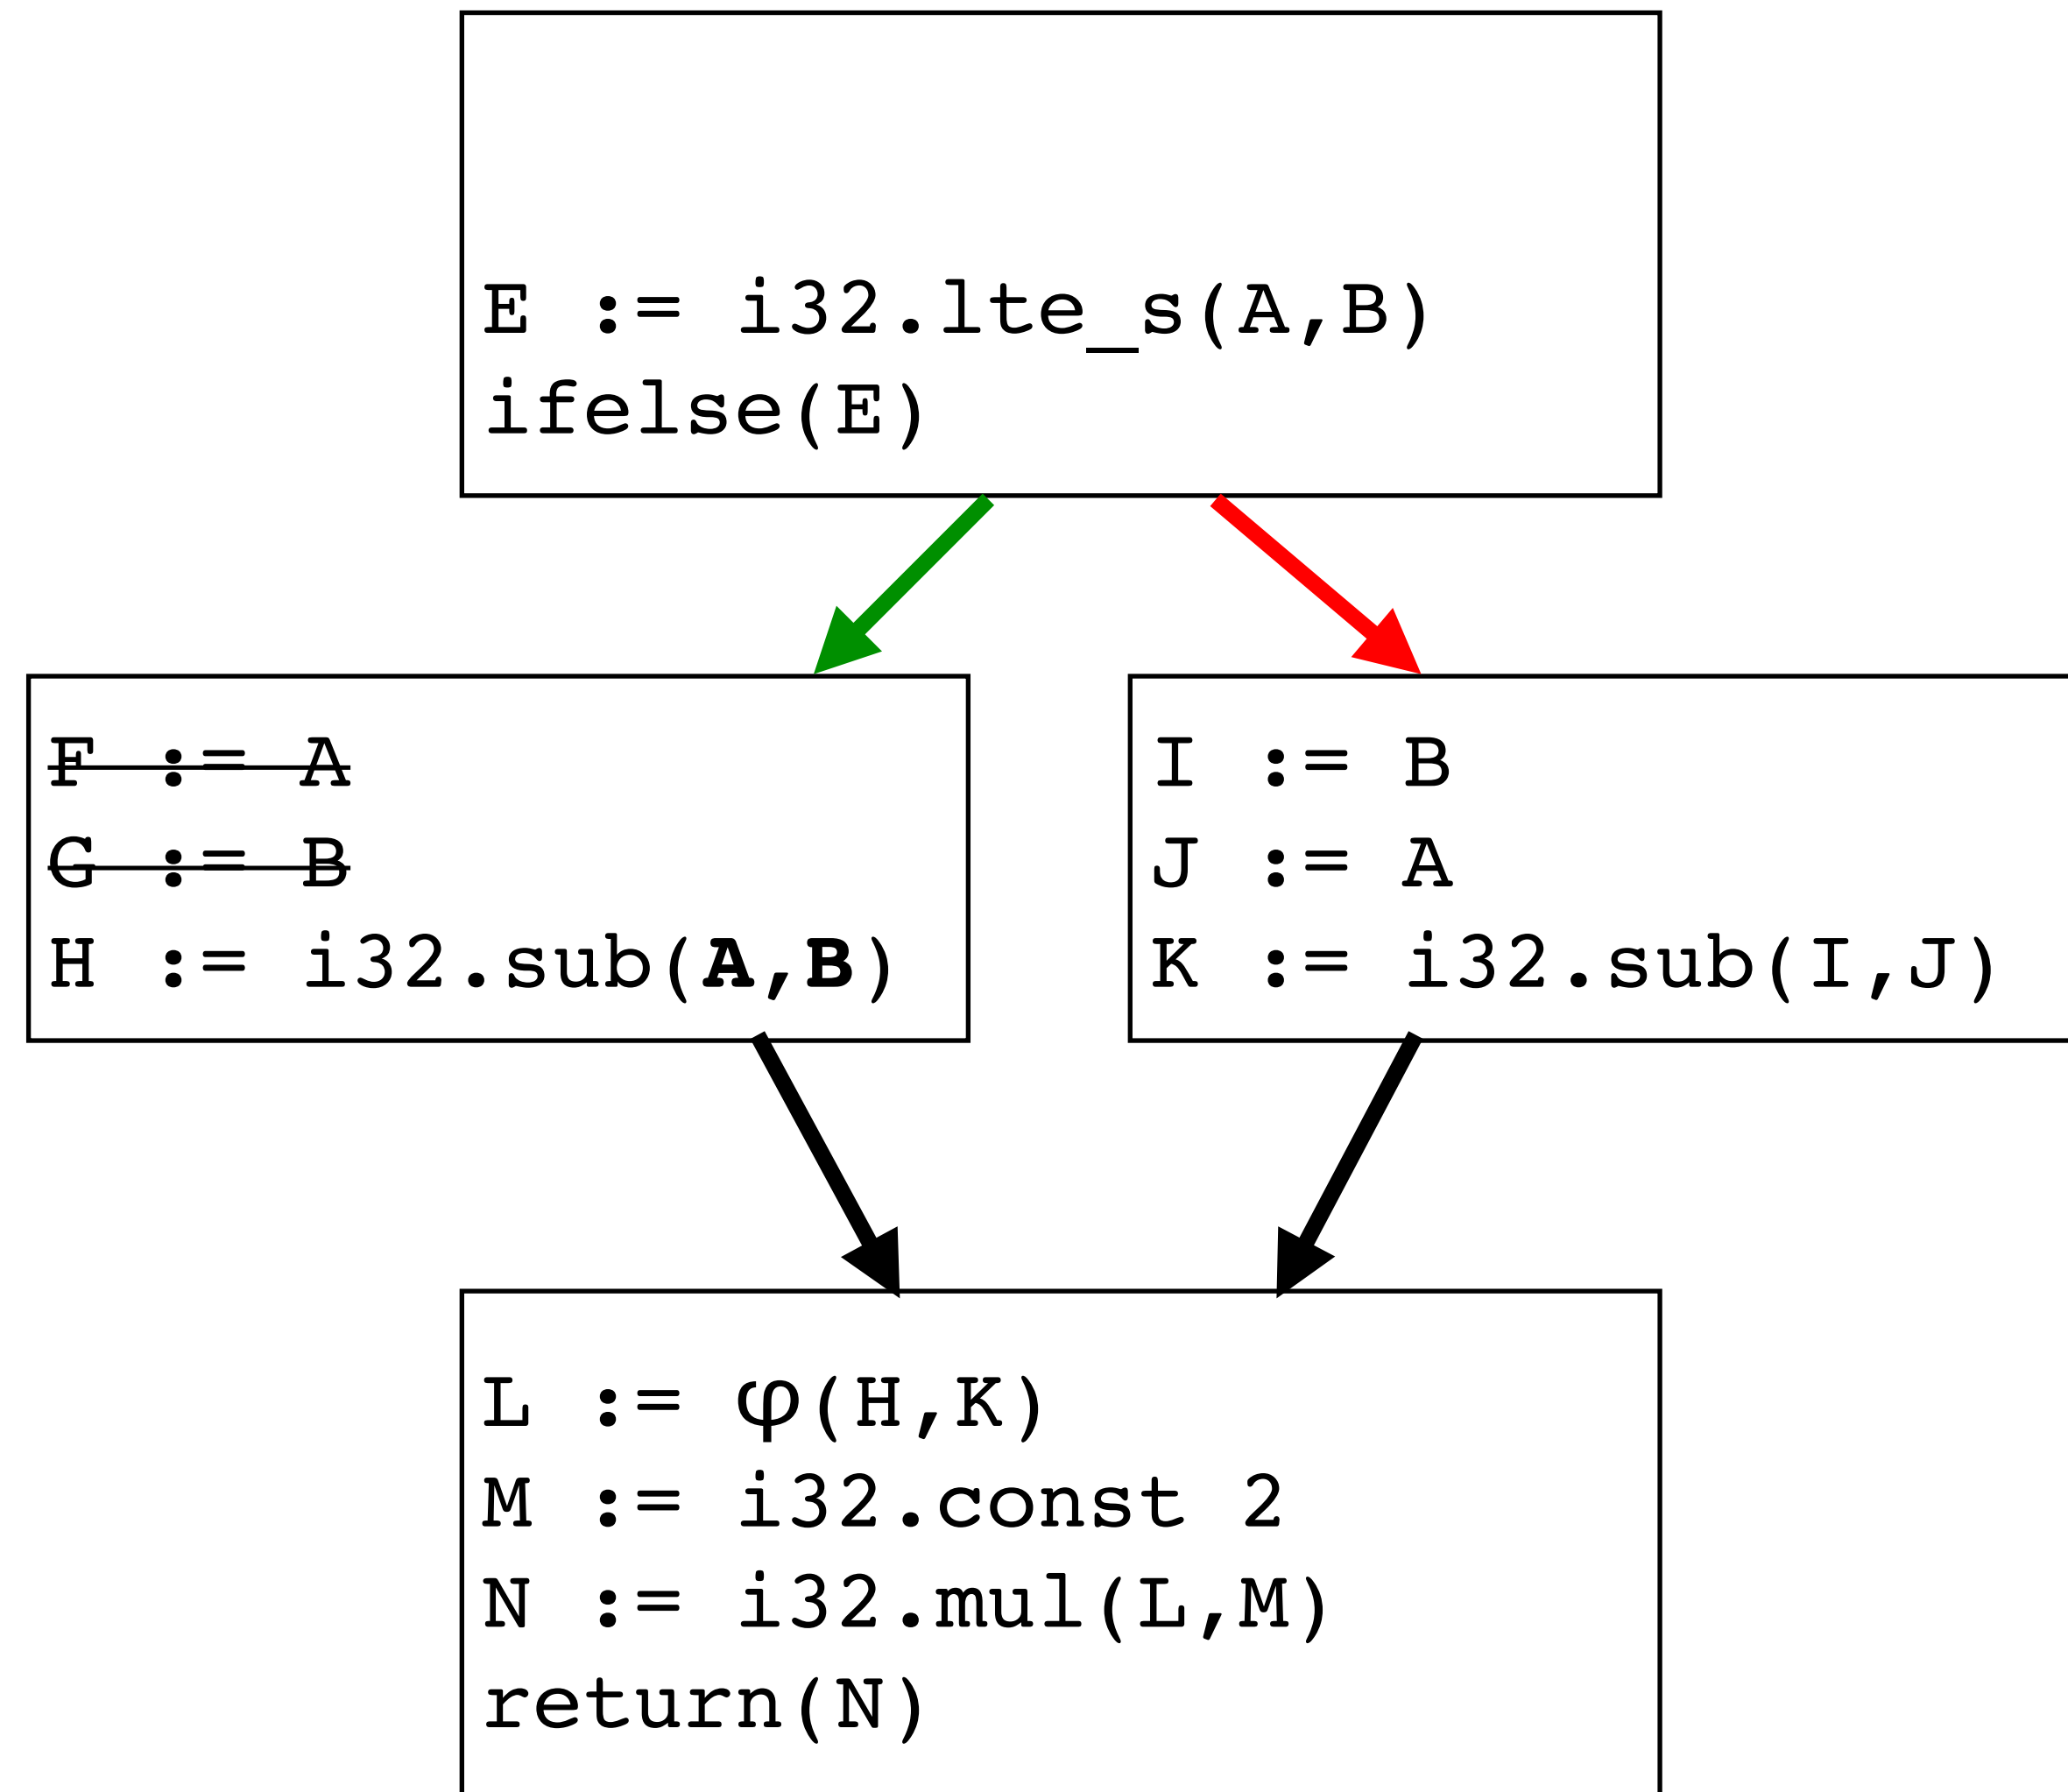 E := i32.lte_s(A,B)
ifelse(E)
F := A
G := B
H := i32.sub(A,B)
I := B
J := A
K := i32.sub(I,J)
L := φ(H,K)
M := i32.const 2
N := i32.mul(L,M)
return(N)